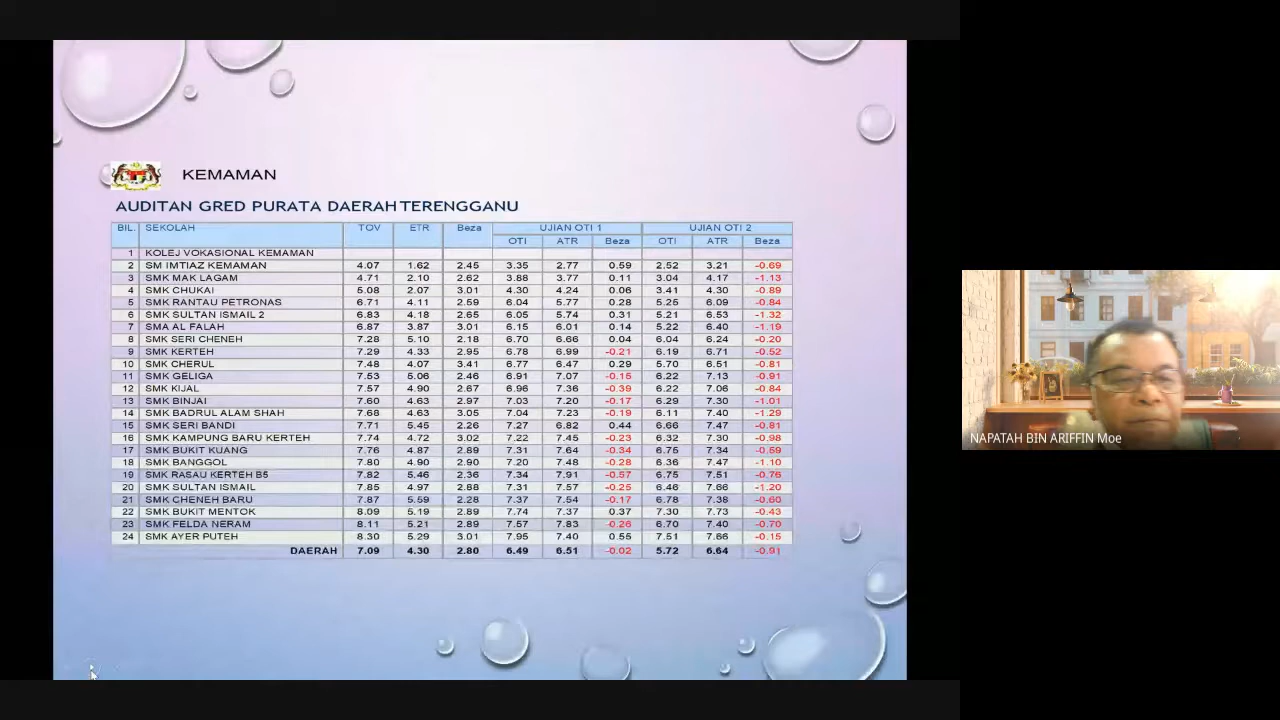 KEMAMAN
AUDITAN GRED PURATA DAERAH TERENGGANU
BIL. SEKOLAH TOV ETR Beza UJIAN OTI 1 UJIAN OTI 2
OTI ATR Beza OTI ATR Beza
1 KOLEJ VOKASIONAL KEMAMAN
2 SM IMTIAZ KEMAMAN 4.07 1.62 2.45 3.35 2.77 0.59 2.52 3.21 -0.69
3 SMK MAK LAGAM 4.71 2.10 2.62 3.88 3.77 0.11 3.04 4.17 -1.13
4 SMK CHUKAI 5.08 2.07 3.01 4.30 4.24 0.06 3.41 4.30 -0.89
5 SMK RANTAU PETRONAS 6.71 4.11 2.59 6.04 5.77 0.28 5.25 6.09 -0.84
6 SMK SULTAN ISMAIL 2 6.83 4.18 2.65 6.05 5.74 0.31 5.21 6.53 -1.32
7 SMA AL FALAH 6.87 3.87 3.01 6.15 6.01 0.14 5.22 6.40 -1.19
8 SMK SERI CHENEH 7.28 5.10 2.18 6.70 6.66 0.04 6.04 6.24 -0.20
9 SMK KERTEH 7.29 4.33 2.95 6.78 6.99 -0.21 6.19 6.71 -0.52
10 SMK CHERUL 7.48 4.07 3.41 6.77 6.47 0.29 5.70 6.51 -0.81
11 SMK GELIGA 7.53 5.06 2.46 6.91 7.07 -0.15 6.22 7.13 -0.91
12 SMK KIJAL 7.57 4.90 2.67 6.96 7.36 -0.39 6.22 7.06 -0.84
13 SMK BINJAI 7.60 4.63 2.97 7.03 7.20 -0.17 6.29 7.30 -1.01
14 SMK BADRUL ALAM SHAH 7.68 4.63 3.05 7.04 7.23 -0.19 6.11 7.40 -1.29
15 SMK SERI BANDI 7.71 5.45 2.26 7.27 6.82 0.44 6.66 7.47 -0.81
16 SMK KAMPUNG BARU KERTEH 7.74 4.72 3.02 7.22 7.45 -0.23 6.32 7.30 -0.98
17 SMK BUKIT KUANG 7.76 4.87 2.89 7.31 7.64 -0.34 6.75 7.34 -0.59
18 SMK BANGGOL 7.80 4.90 2.90 7.20 7.48 -0.28 6.36 7.47 -1.10
19 SMK RASAU KERTEH B5 7.82 5.46 2.36 7.34 7.91 -0.57 6.75 7.51 -0.76
20 SMK SULTAN ISMAIL 7.85 4.97 2.88 7.31 7.57 -0.25 6.46 7.66 -1.20
21 SMK CHENEH BARU 7.87 5.59 2.28 7.37 7.54 -0.17 6.78 7.38 -0.60
22 SMK BUKIT MENTOK 8.09 5.19 2.89 7.74 7.37 0.37 7.30 7.73 -0.43
23 SMK FELDA NERAM 8.11 5.21 2.89 7.57 7.83 -0.26 6.70 7.40 -0.70
24 SMK AYER PUTEH 8.30 5.29 3.01 7.95 7.40 0.55 7.51 7.66 -0.15
DAERAH 7.09 4.30 2.80 6.49 6.51 -0.02 5.72 6.64 -0.91
NAPATAH BIN ARIFFIN Moe